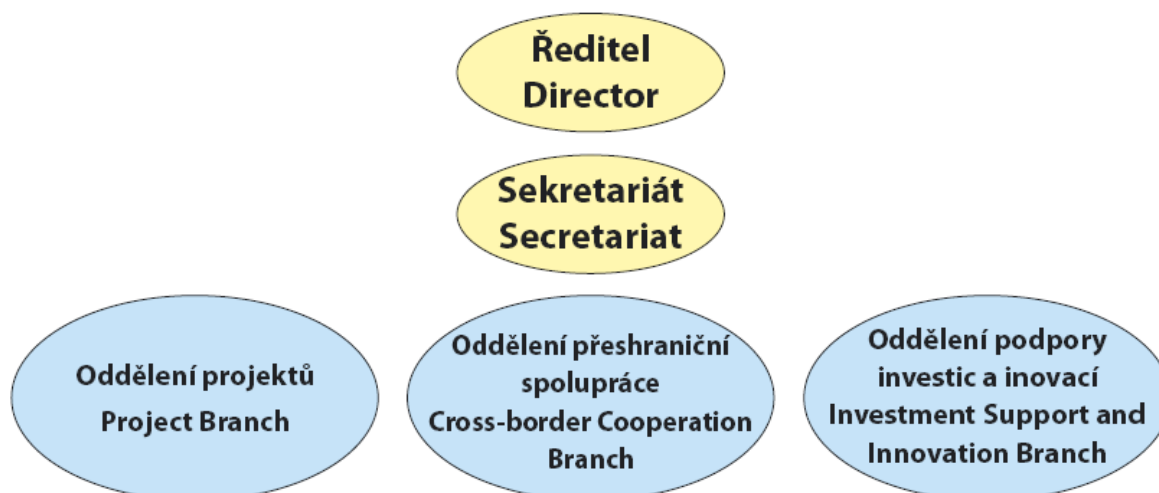 Ředitel
Director
Sekretariát
Secretariat
Oddělení projektů
Project Branch
Oddělení přeshraniční
spolupráce
Cross-border Cooperation
Branch
Oddělení podpory
investic a inovací
Investment Support and
Innovation Branch